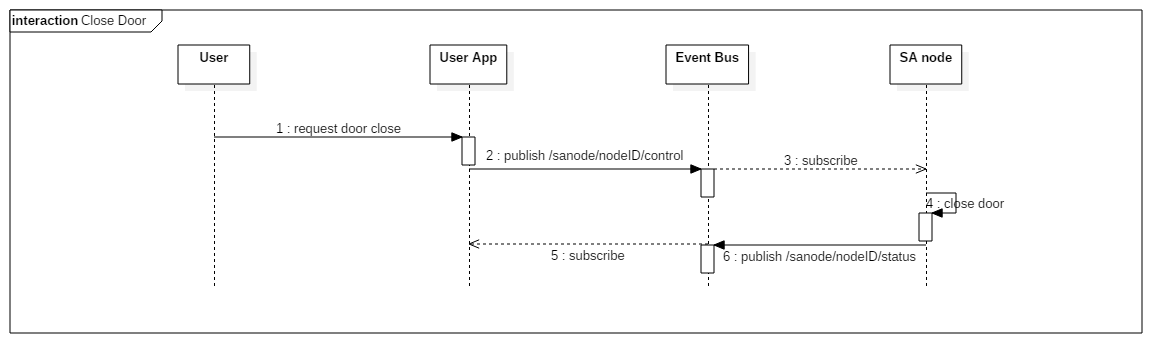 interaction Close Door
User
User App
Event Bus
SA node
1 : request door close
2 : publish /sanode/nodeID/control
3 : subscribe
4 : close door
5 : subscribe
6 : publish /sanode/nodeID/status